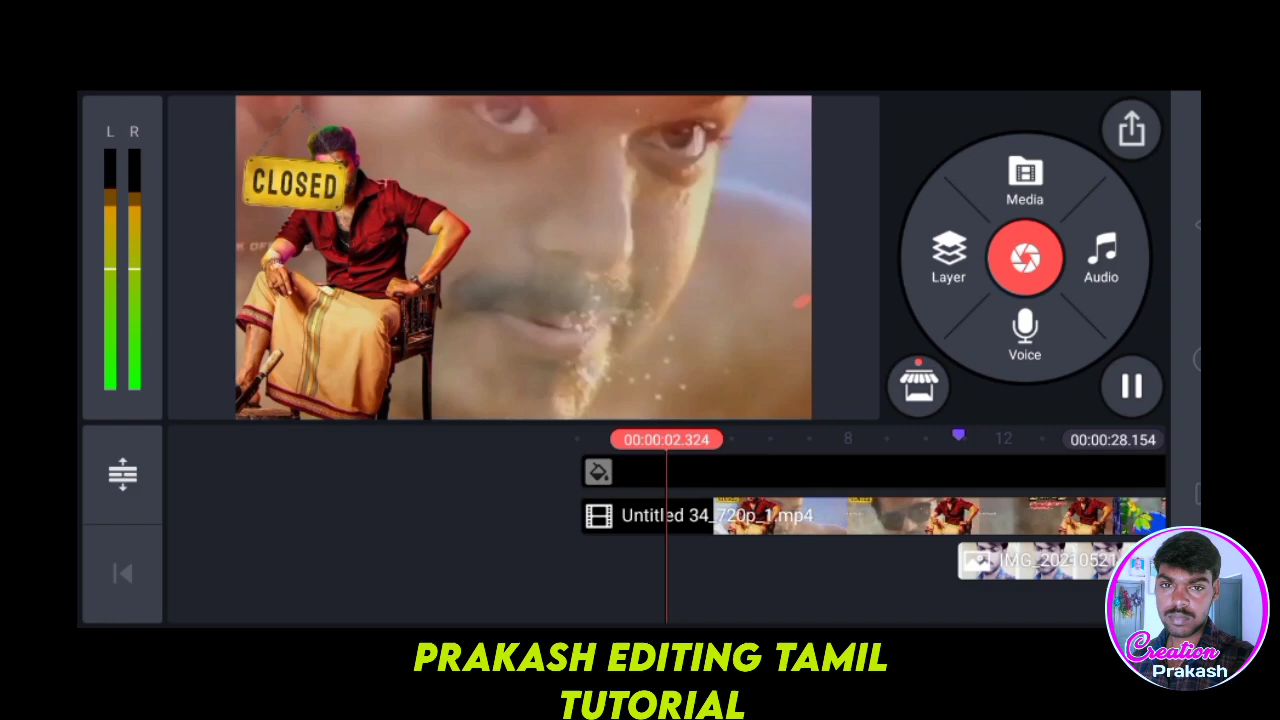 L R
CLOSED
Media
Layer
Audio
Voice
00:00:02.324
8
12
00:00:28.154
Untitled 34_720p_1.mp4
IMG_20210521
Creation
Prakash
PRAKASH EDITING TAMIL
TUTORIAL